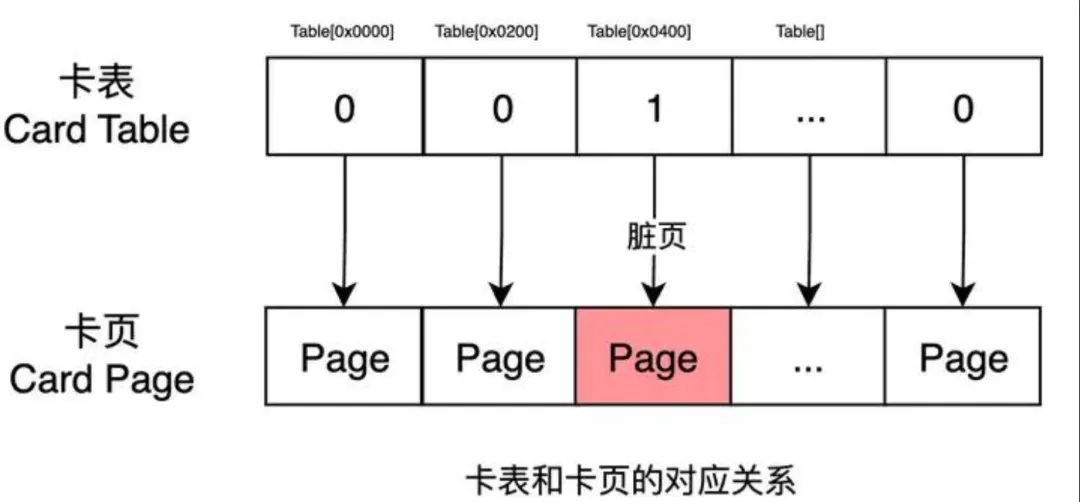 Table[0x0000] Table[0x0200] Table[0x0400] Table[]
卡表
Card Table
0 0 1 ... 0
脏页
卡页
Card Page
Page Page Page ... Page
卡表和卡页的对应关系